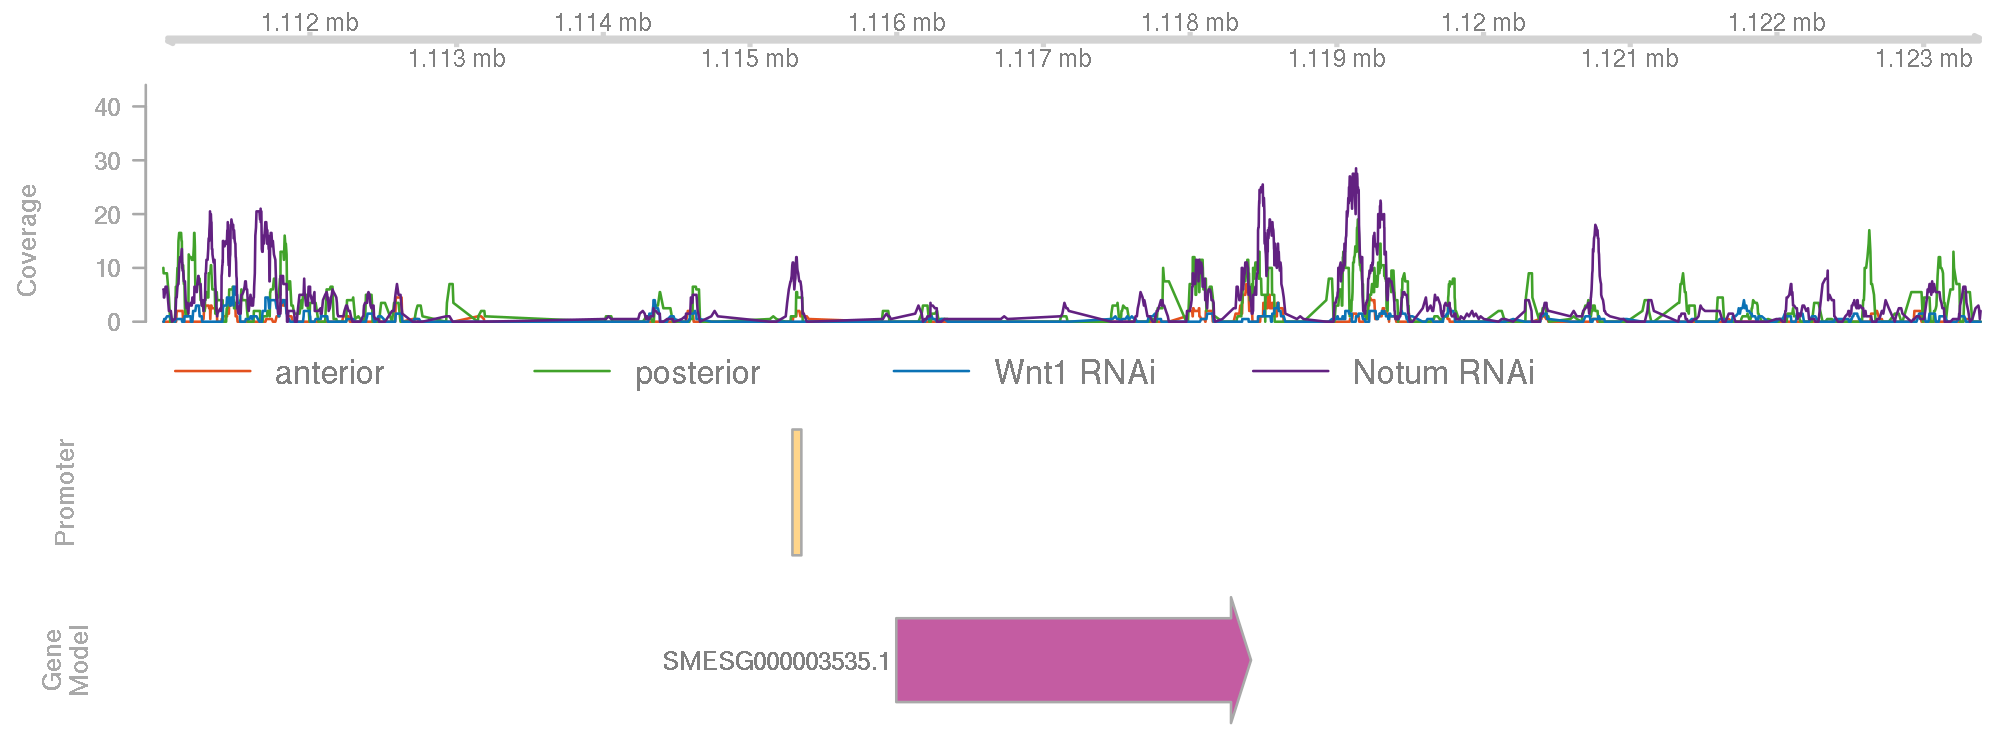 1.112 mb 1.114 mb 1.116 mb 1.118 mb 1.12 mb 1.122 mb
1.113 mb 1.115 mb 1.117 mb 1.119 mb 1.121 mb 1.123 mb
Coverage
40
30
20
10
0
anterior posterior Wnt1 RNAi Notum RNAi
Promoter
Gene
Model
SMESG000003535.1